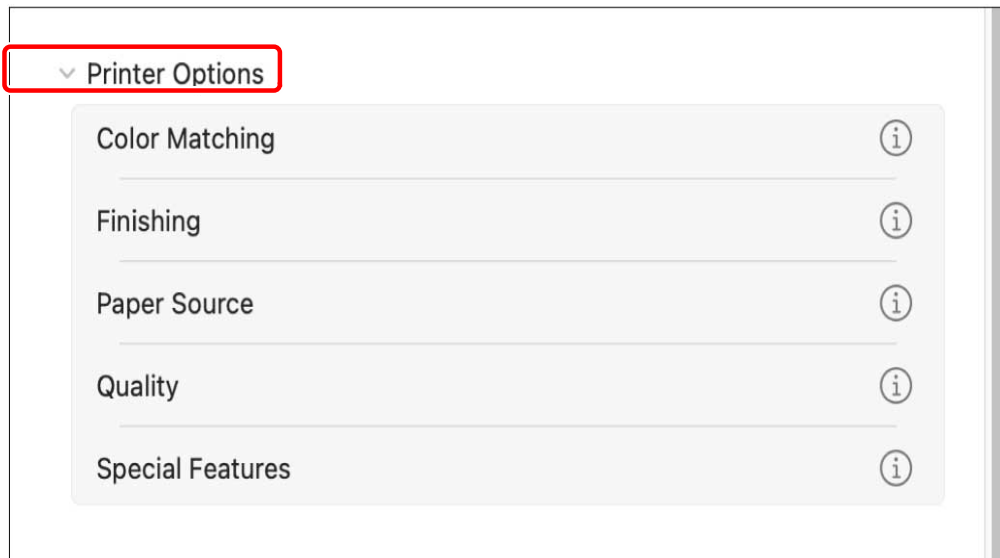 Printer Options
Color Matching
Finishing
Paper Source
Quality
Special Features